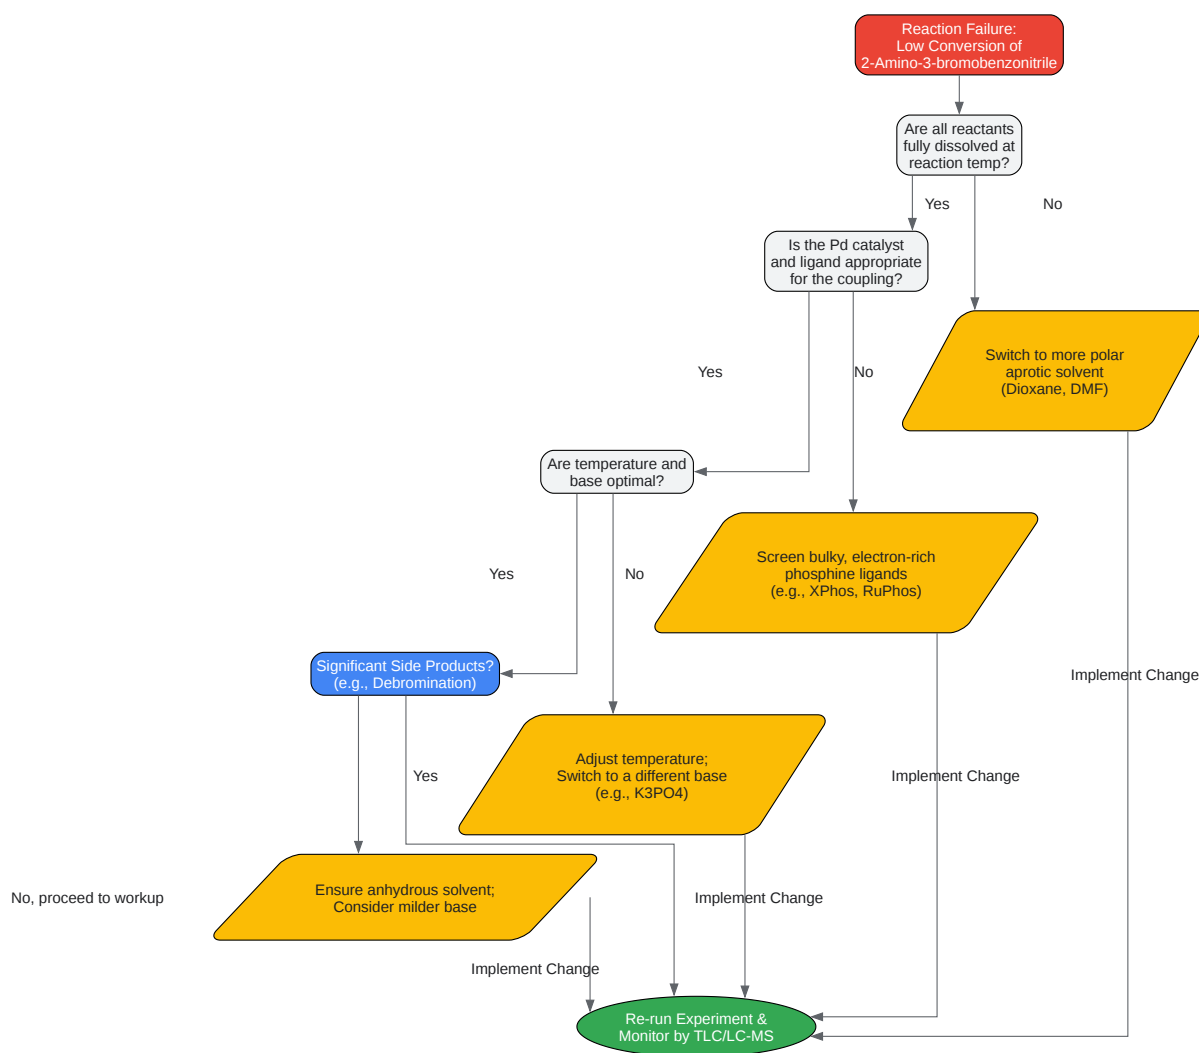 Reaction Failure:
Low Conversion of
2-Amino-3-bromobenzonitrile
Are all reactants
fully dissolved at
reaction temp?
Yes
No
Is the Pd catalyst
and ligand appropriate
for the coupling?
Switch to more polar
aprotic solvent
(Dioxane, DMF)
Yes
No
Are temperature and
base optimal?
Screen bulky, electron-rich
phosphine ligands
(e.g., XPhos, RuPhos)
Yes
No
Significant Side Products?
(e.g., Debromination)
Implement Change
Adjust temperature;
Switch to a different base
(e.g., K3PO4)
Yes
Implement Change
No, proceed to workup
Ensure anhydrous solvent;
Consider milder base
Implement Change
Implement Change
Re-run Experiment &
Monitor by TLC/LC-MS